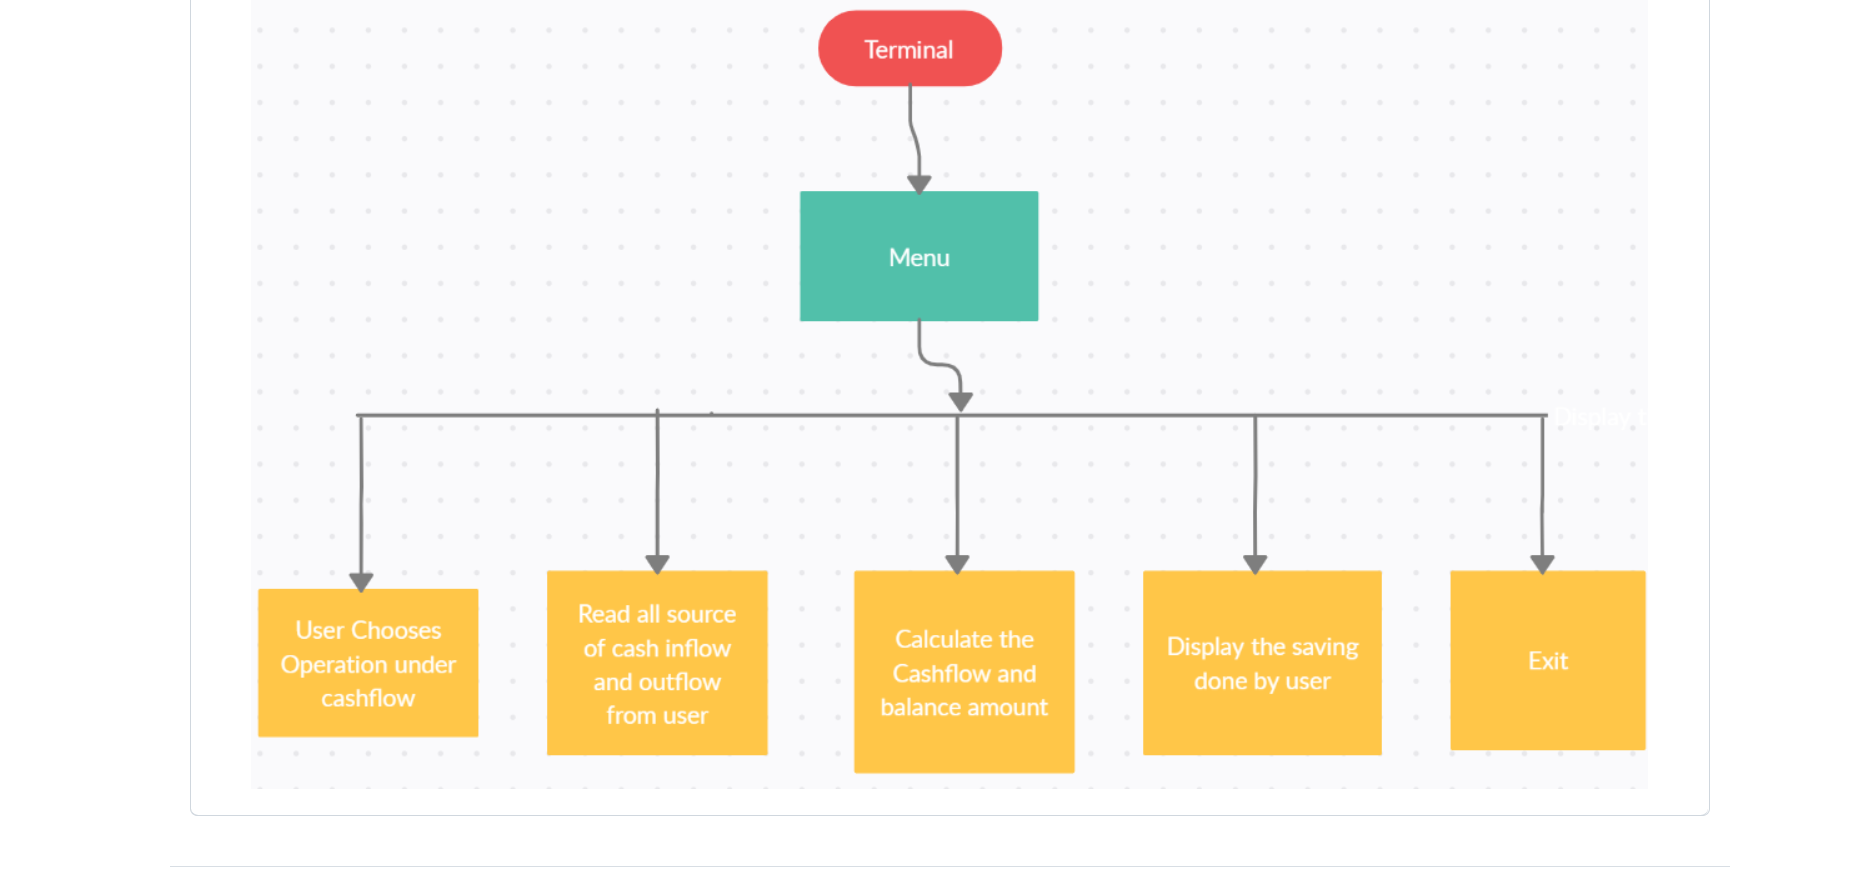 Terminal
Menu
Display t
User Chooses
Operation under
cashflow
Read all source
of cash inflow
and outflow
from user
Calculate the
Cashflow and
balance amount
Display the saving
done by user
Exit